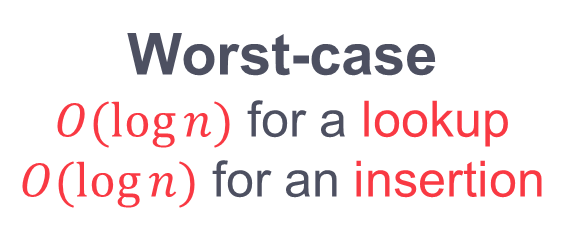 Worst-case
O(log n) for a lookup
O(log n) for an insertion